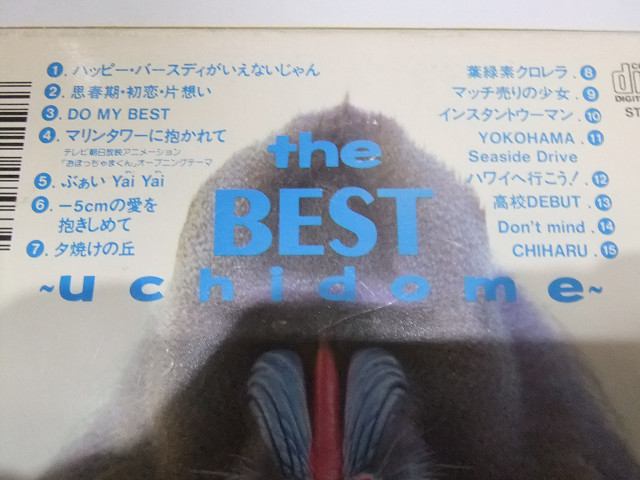 1. ハッピー・バースディがいえないじゃん
2. 思春期・初恋・片想い
3. DO MY BEST
4. マリンタワーに抱かれて
テレビ朝日放映アニメーション
「おぼっちゃまくん」オープニングテーマ
5. ぶぁい Yai Yai
6. −5cmの愛を
抱きしめて
7. 夕焼けの丘
葉緑素クロレラ. 8
マッチ売りの少女. 9
インスタントウーマン. 10
YOKOHAMA. 11
Seaside Drive
ハワイへ行こう!. 12
高校DEBUT. 13
Don't mind. 14
CHIHARU. 15
the
BEST
~uchidome~